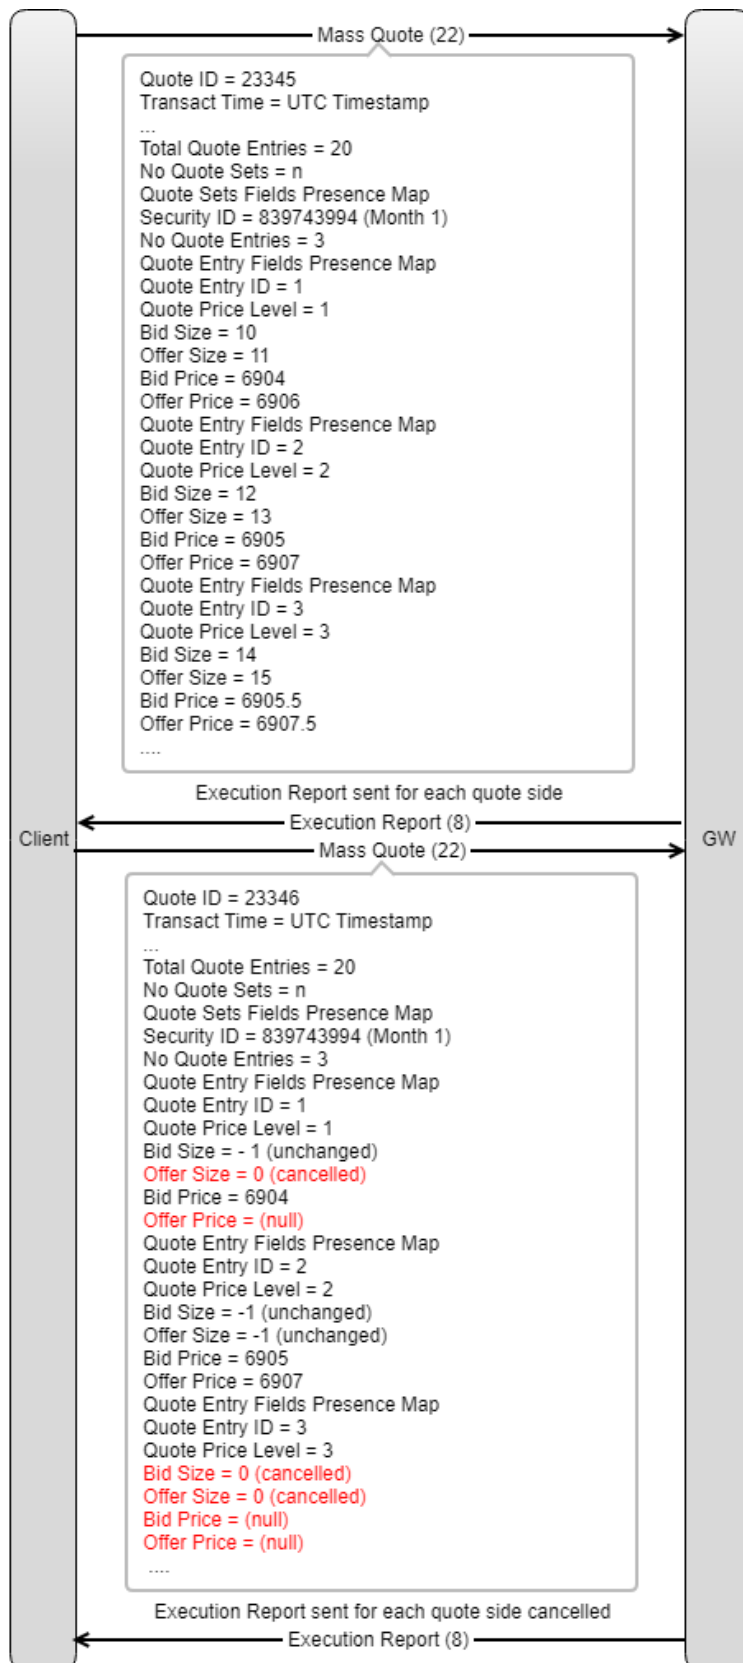 Mass Quote (22)
Quote ID = 23345
Transact Time = UTC Timestamp
...
Total Quote Entries = 20
No Quote Sets = n
Quote Sets Fields Presence Map
Security ID = 839743994 (Month 1)
No Quote Entries = 3
Quote Entry Fields Presence Map
Quote Entry ID = 1
Quote Price Level = 1
Bid Size = 10
Offer Size = 11
Bid Price = 6904
Offer Price = 6906
Quote Entry Fields Presence Map
Quote Entry ID = 2
Quote Price Level = 2
Bid Size = 12
Offer Size = 13
Bid Price = 6905
Offer Price = 6907
Quote Entry Fields Presence Map
Quote Entry ID = 3
Quote Price Level = 3
Bid Size = 14
Offer Size = 15
Bid Price = 6905.5
Offer Price = 6907.5
....
Execution Report sent for each quote side
Execution Report (8)
Client
GW
Mass Quote (22)
Quote ID = 23346
Transact Time = UTC Timestamp
...
Total Quote Entries = 20
No Quote Sets = n
Quote Sets Fields Presence Map
Security ID = 839743994 (Month 1)
No Quote Entries = 3
Quote Entry Fields Presence Map
Quote Entry ID = 1
Quote Price Level = 1
Bid Size = - 1 (unchanged)
Offer Size = 0 (cancelled)
Bid Price = 6904
Offer Price = (null)
Quote Entry Fields Presence Map
Quote Entry ID = 2
Quote Price Level = 2
Bid Size = -1 (unchanged)
Offer Size = -1 (unchanged)
Bid Price = 6905
Offer Price = 6907
Quote Entry Fields Presence Map
Quote Entry ID = 3
Quote Price Level = 3
Bid Size = 0 (cancelled)
Offer Size = 0 (cancelled)
Bid Price = (null)
Offer Price = (null)
....
Execution Report sent for each quote side cancelled
Execution Report (8)